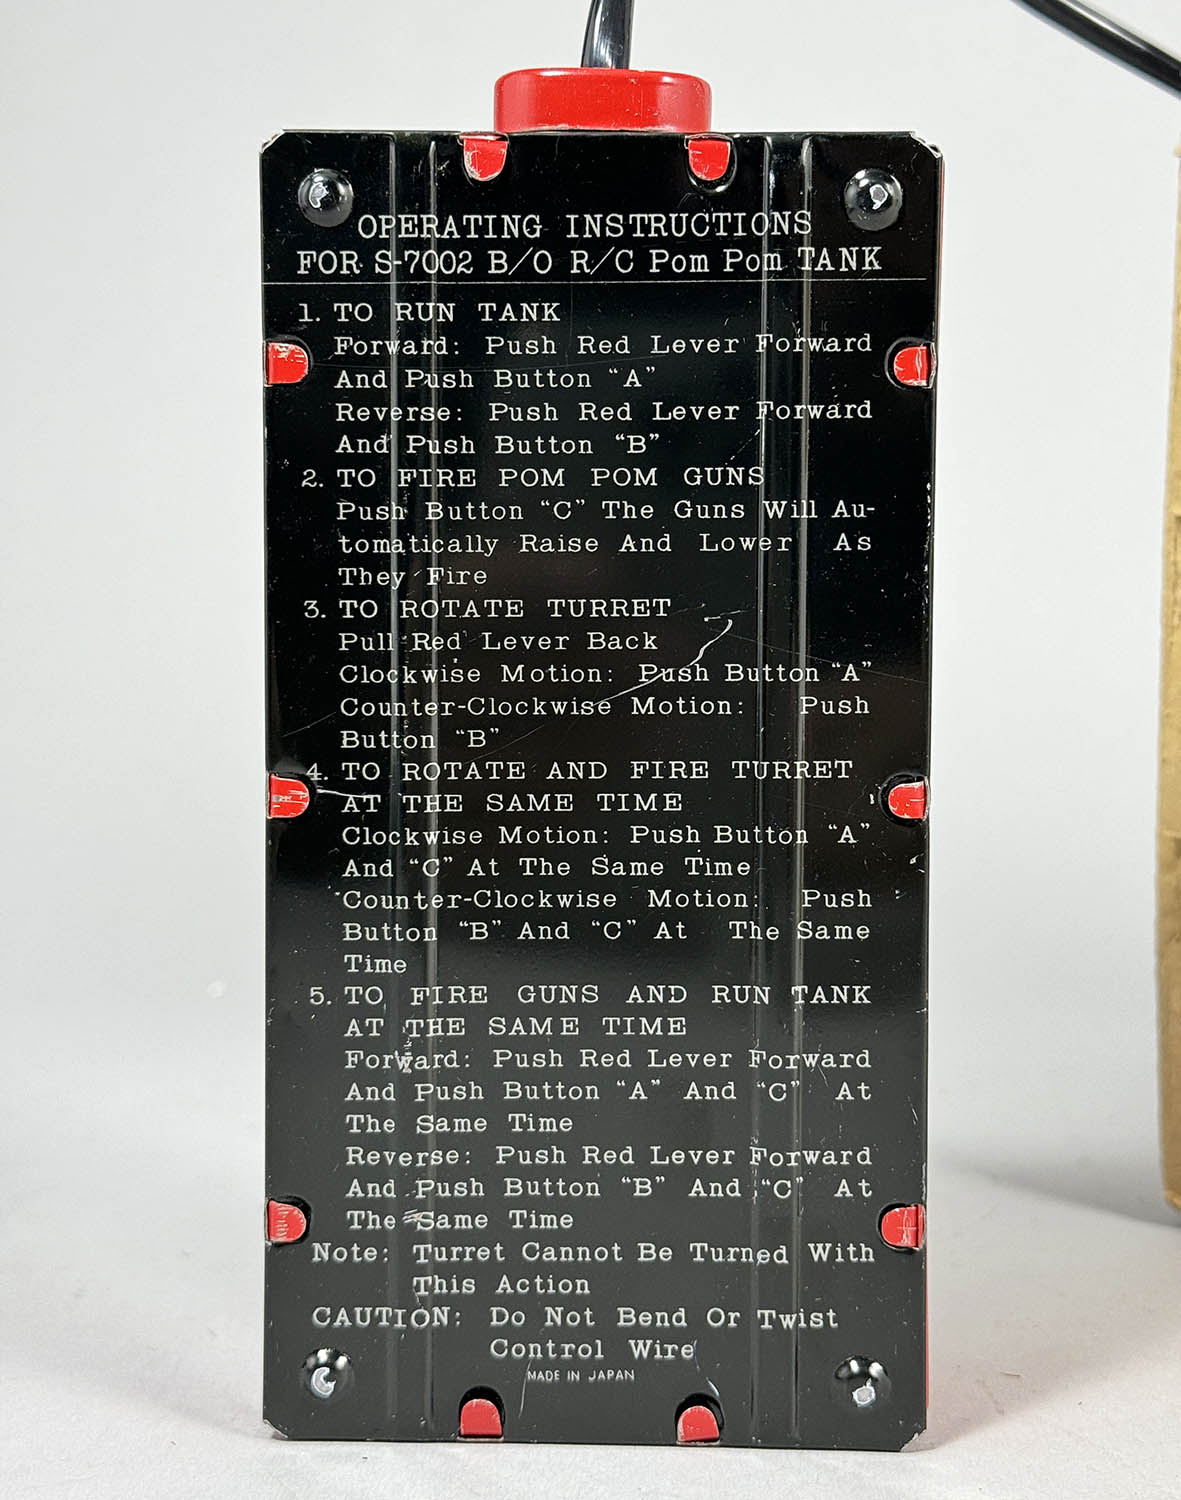 OPERATING INSTRUCTIONS
FOR S-7002 B/O R/C Pom Pom TANK
1. TO RUN TANK
Forward: Push Red Lever Forward
And Push Button “A”
Reverse: Push Red Lever Forward
And Push Button “B”
2. TO FIRE POM POM GUNS
Push Button “C” The Guns Will Au-
tomatically Raise And Lower As
They Fire
3. TO ROTATE TURRET
Pull Red Lever Back
Clockwise Motion: Push Button “A”
Counter-Clockwise Motion: Push
Button “B”
4. TO ROTATE AND FIRE TURRET
AT THE SAME TIME
Clockwise Motion: Push Button “A”
And “C” At The Same Time
Counter-Clockwise Motion: Push
Button “B” And “C” At The Same
Time
5. TO FIRE GUNS AND RUN TANK
AT THE SAME TIME
Forward: Push Red Lever Forward
And Push Button “A” And “C” At
The Same Time
Reverse: Push Red Lever Forward
And Push Button “B” And “C” At
The Same Time
Note: Turret Cannot Be Turned With
This Action
CAUTION: Do Not Bend Or Twist
Control Wire
MADE IN JAPAN